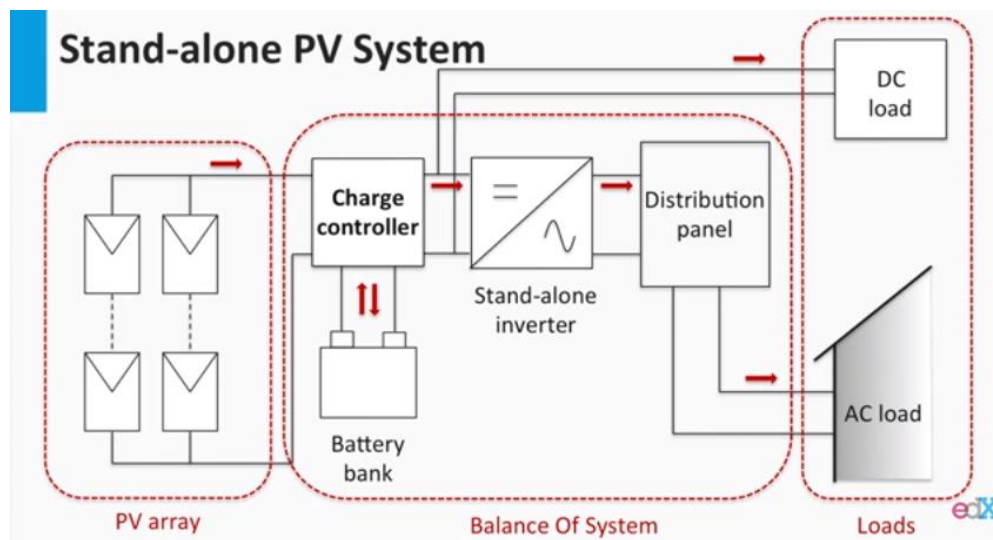 Stand-alone PV System
DC
load
Charge
controller
Distribution
panel
Stand-alone
inverter
AC load
Battery
bank
PV array
Balance Of System
Loads
edX